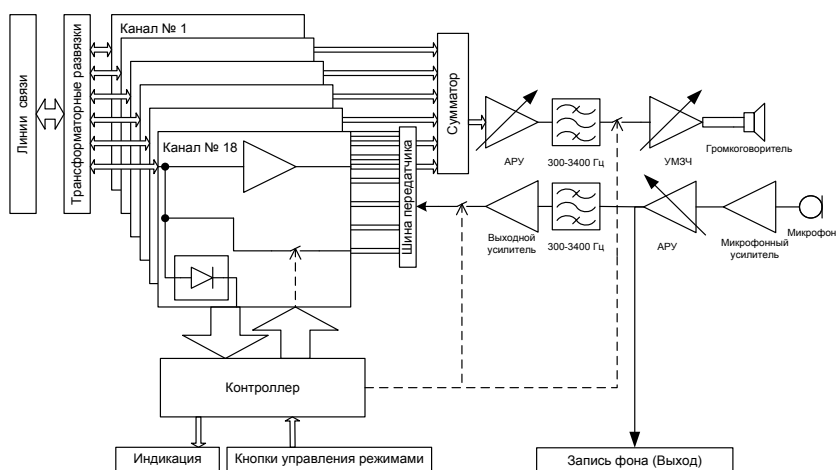 Линии связи
Трансформаторные развязки
Канал № 1
Канал № 18
Шина передатчика
Сумматор
АРУ
300-3400 Гц
УМЗЧ
Громкоговоритель
Выходной
усилитель
300-3400 Гц
АРУ
Микрофонный
усилитель
Микрофон
Контроллер
Индикация
Кнопки управления режимами
Запись фона (Выход)